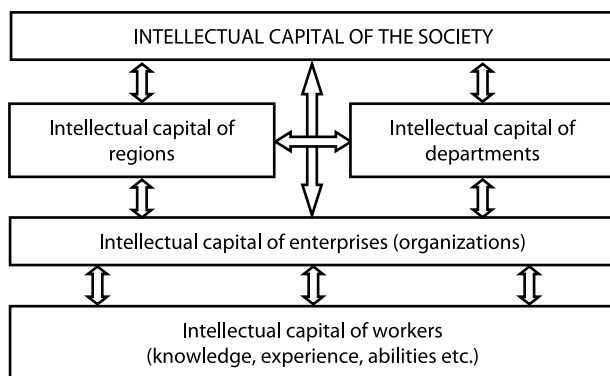 INTELLECTUAL CAPITAL OF THE SOCIETY
Intellectual capital of
regions
Intellectual capital of
departments
Intellectual capital of enterprises (organizations)
Intellectual capital of workers
(knowledge, experience, abilities etc.)